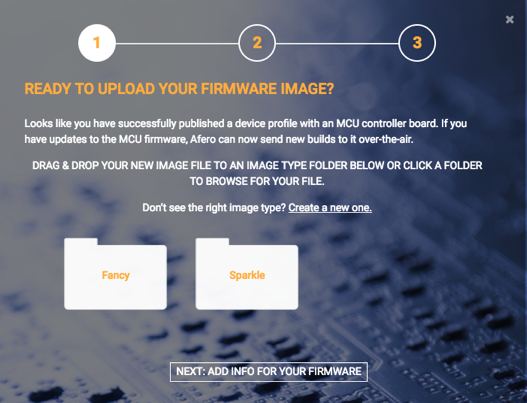 1 2 3
READY TO UPLOAD YOUR FIRMWARE IMAGE?
Looks like you have successfully published a device profile with an MCU controller board. If you
have updates to the MCU firmware, Afero can now send new builds to it over-the-air.
DRAG & DROP YOUR NEW IMAGE FILE TO AN IMAGE TYPE FOLDER BELOW OR CLICK A FOLDER
TO BROWSE FOR YOUR FILE.
Don't see the right image type? Create a new one.
Fancy Sparkle
NEXT: ADD INFO FOR YOUR FIRMWARE